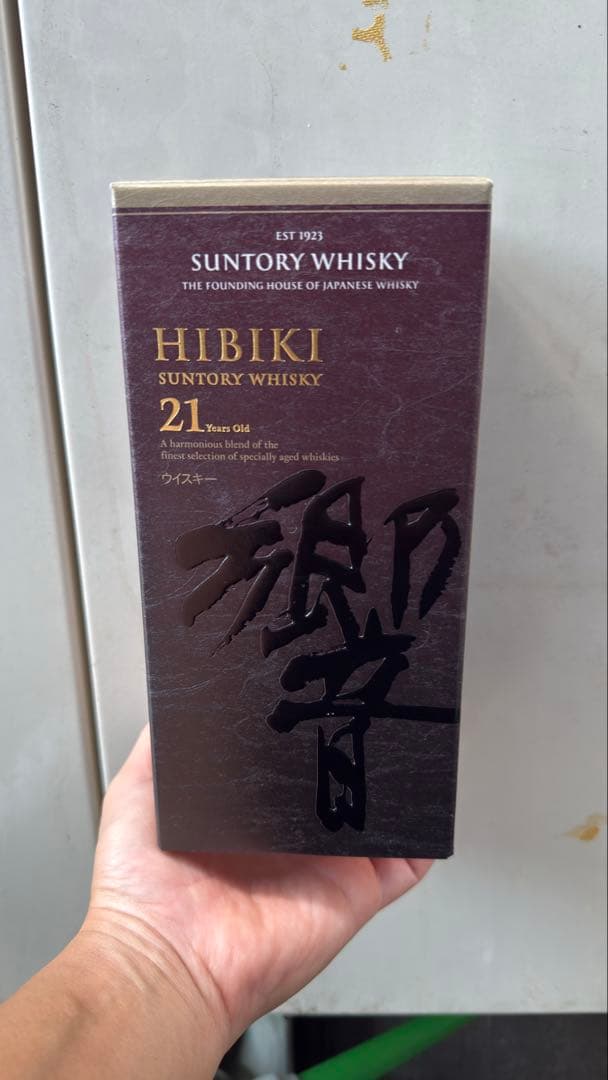 EST 1923
SUNTORY WHISKY
THE FOUNDING HOUSE OF JAPANESE WHISKY
HIBIKI
SUNTORY WHISKY
21 Years Old
A harmonious blend of the
finest selection of specially aged whiskies
ウイスキー
響